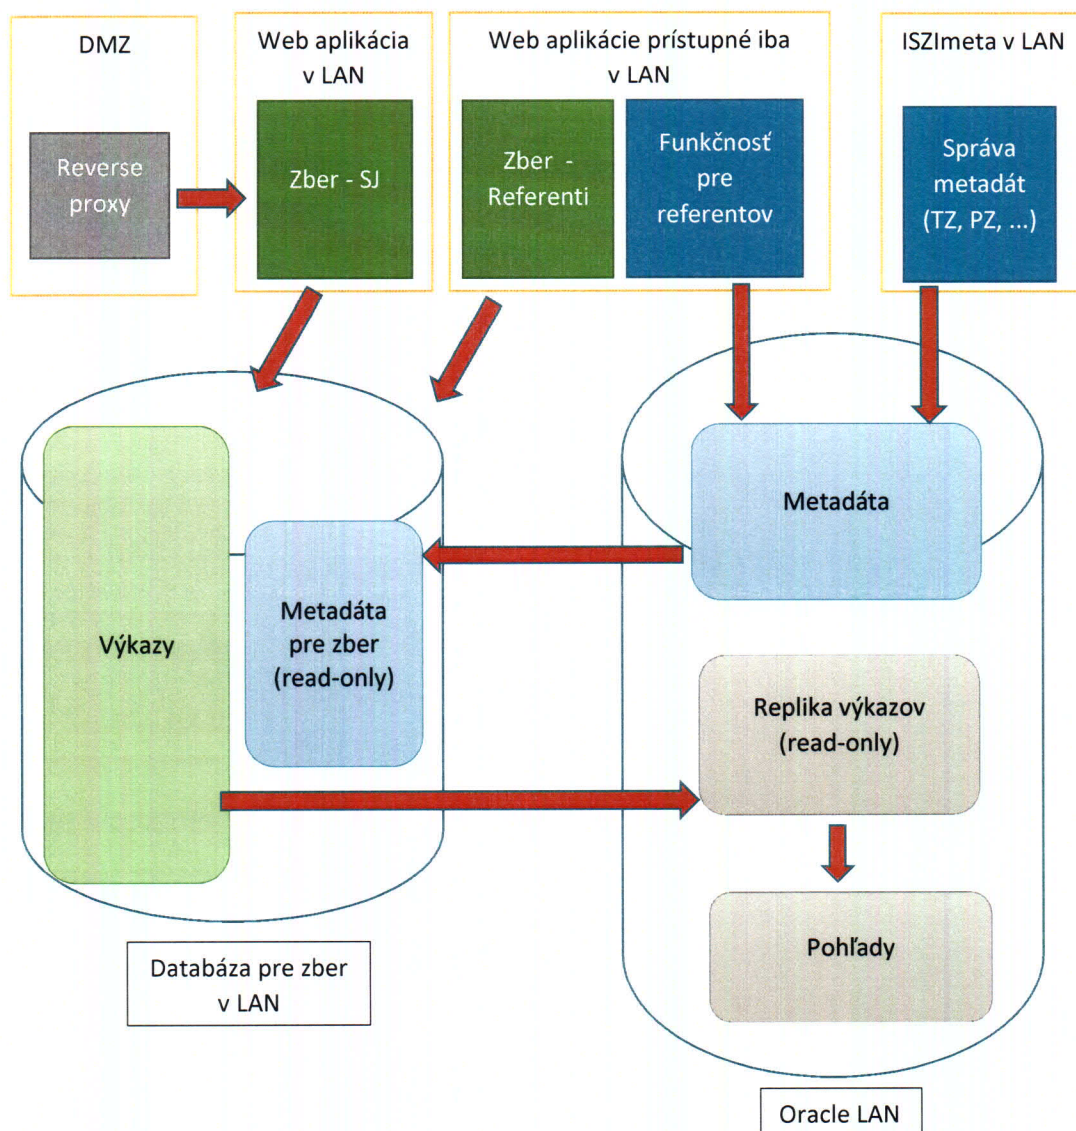 DMZ
Web aplikácia
v LAN
Web aplikácie prístupné iba
v LAN
ISZImeta v LAN
Reverse
proxy
Zber - SJ
Zber -
Referenti
Funkčnosť
pre
referentov
Správa
metadát
(TZ, PZ, ...)
Metadáta
Výkazy
Metadáta
pre zber
(read-only)
Replika výkazov
(read-only)
Pohľady
Databáza pre zber
v LAN
Oracle LAN